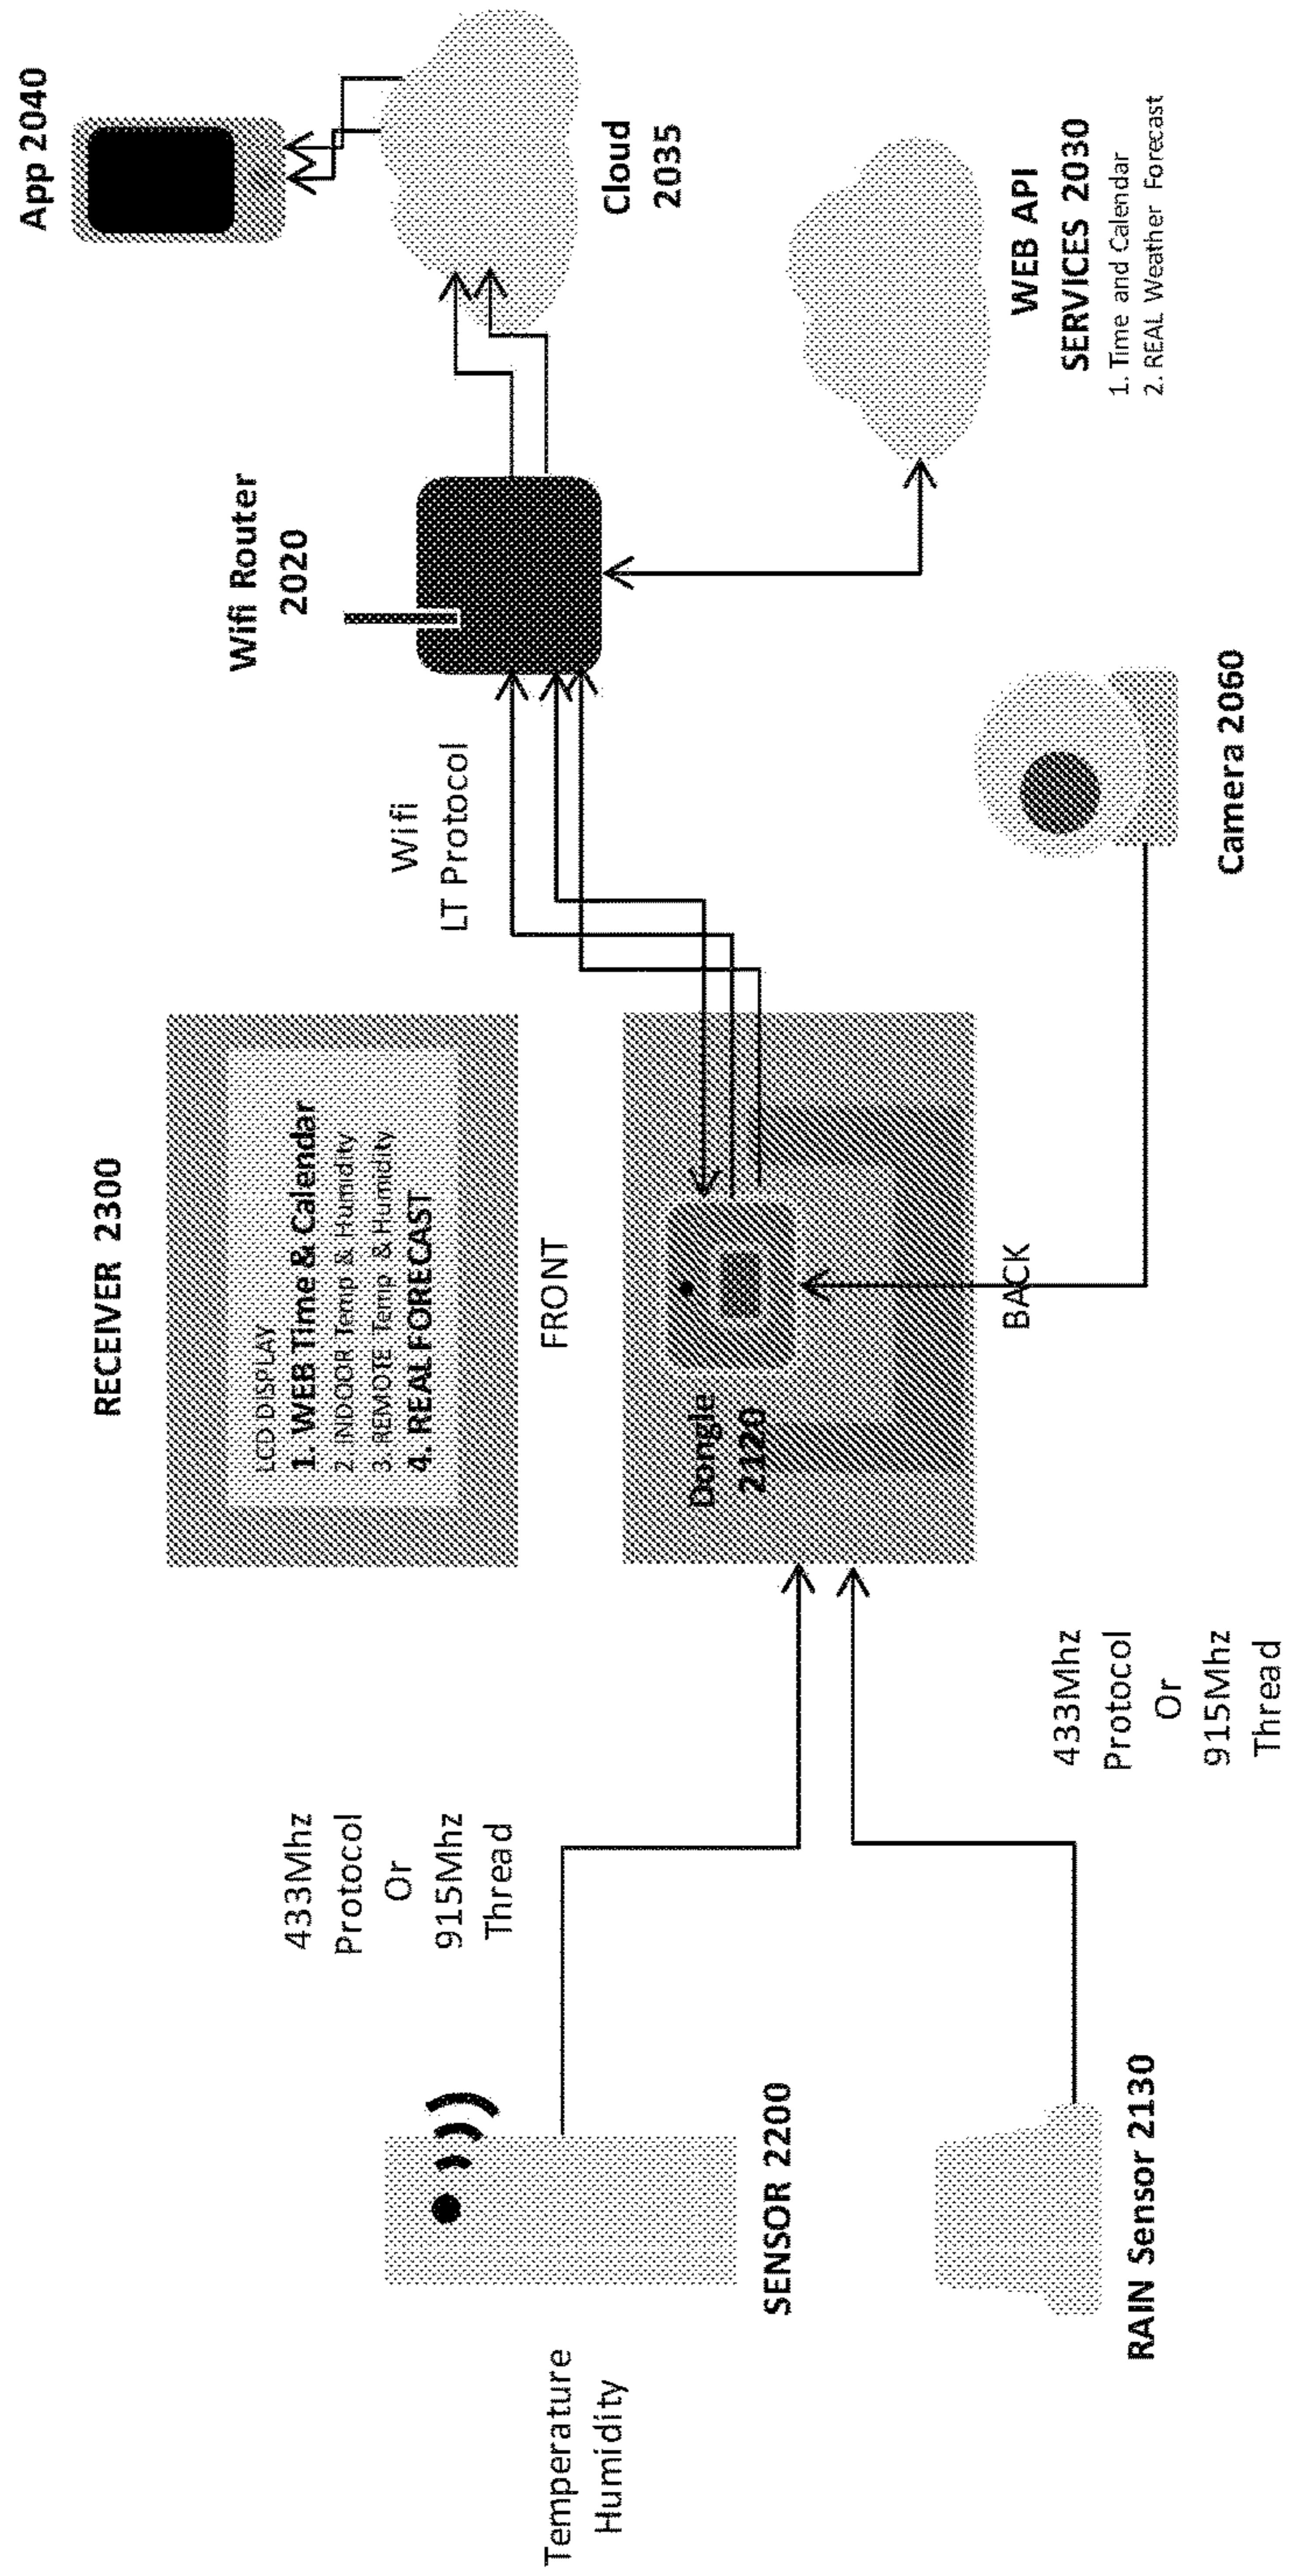 Temperature
Humidity
SENSOR 2200
RAIN Sensor 2130
433Mhz
Protocol
Or
915Mhz
Thread
433Mhz
Protocol
Or
915Mhz
Thread
RECEIVER 2300
LCD DISPLAY
1. WEB Time & Calendar
2. INDOOR Temp & Humidity
3. REMOTE Temp & Humidity
4. REALFORECAST
FRONT
Dongle
2120
BACK
Wifi
LT Protocol
Camera 2060
Wifi Router
2020
App 2040
Cloud
2035
WEB API
SERVICES 2030
1. Time and Calendar
2. REAL Weather Forecast